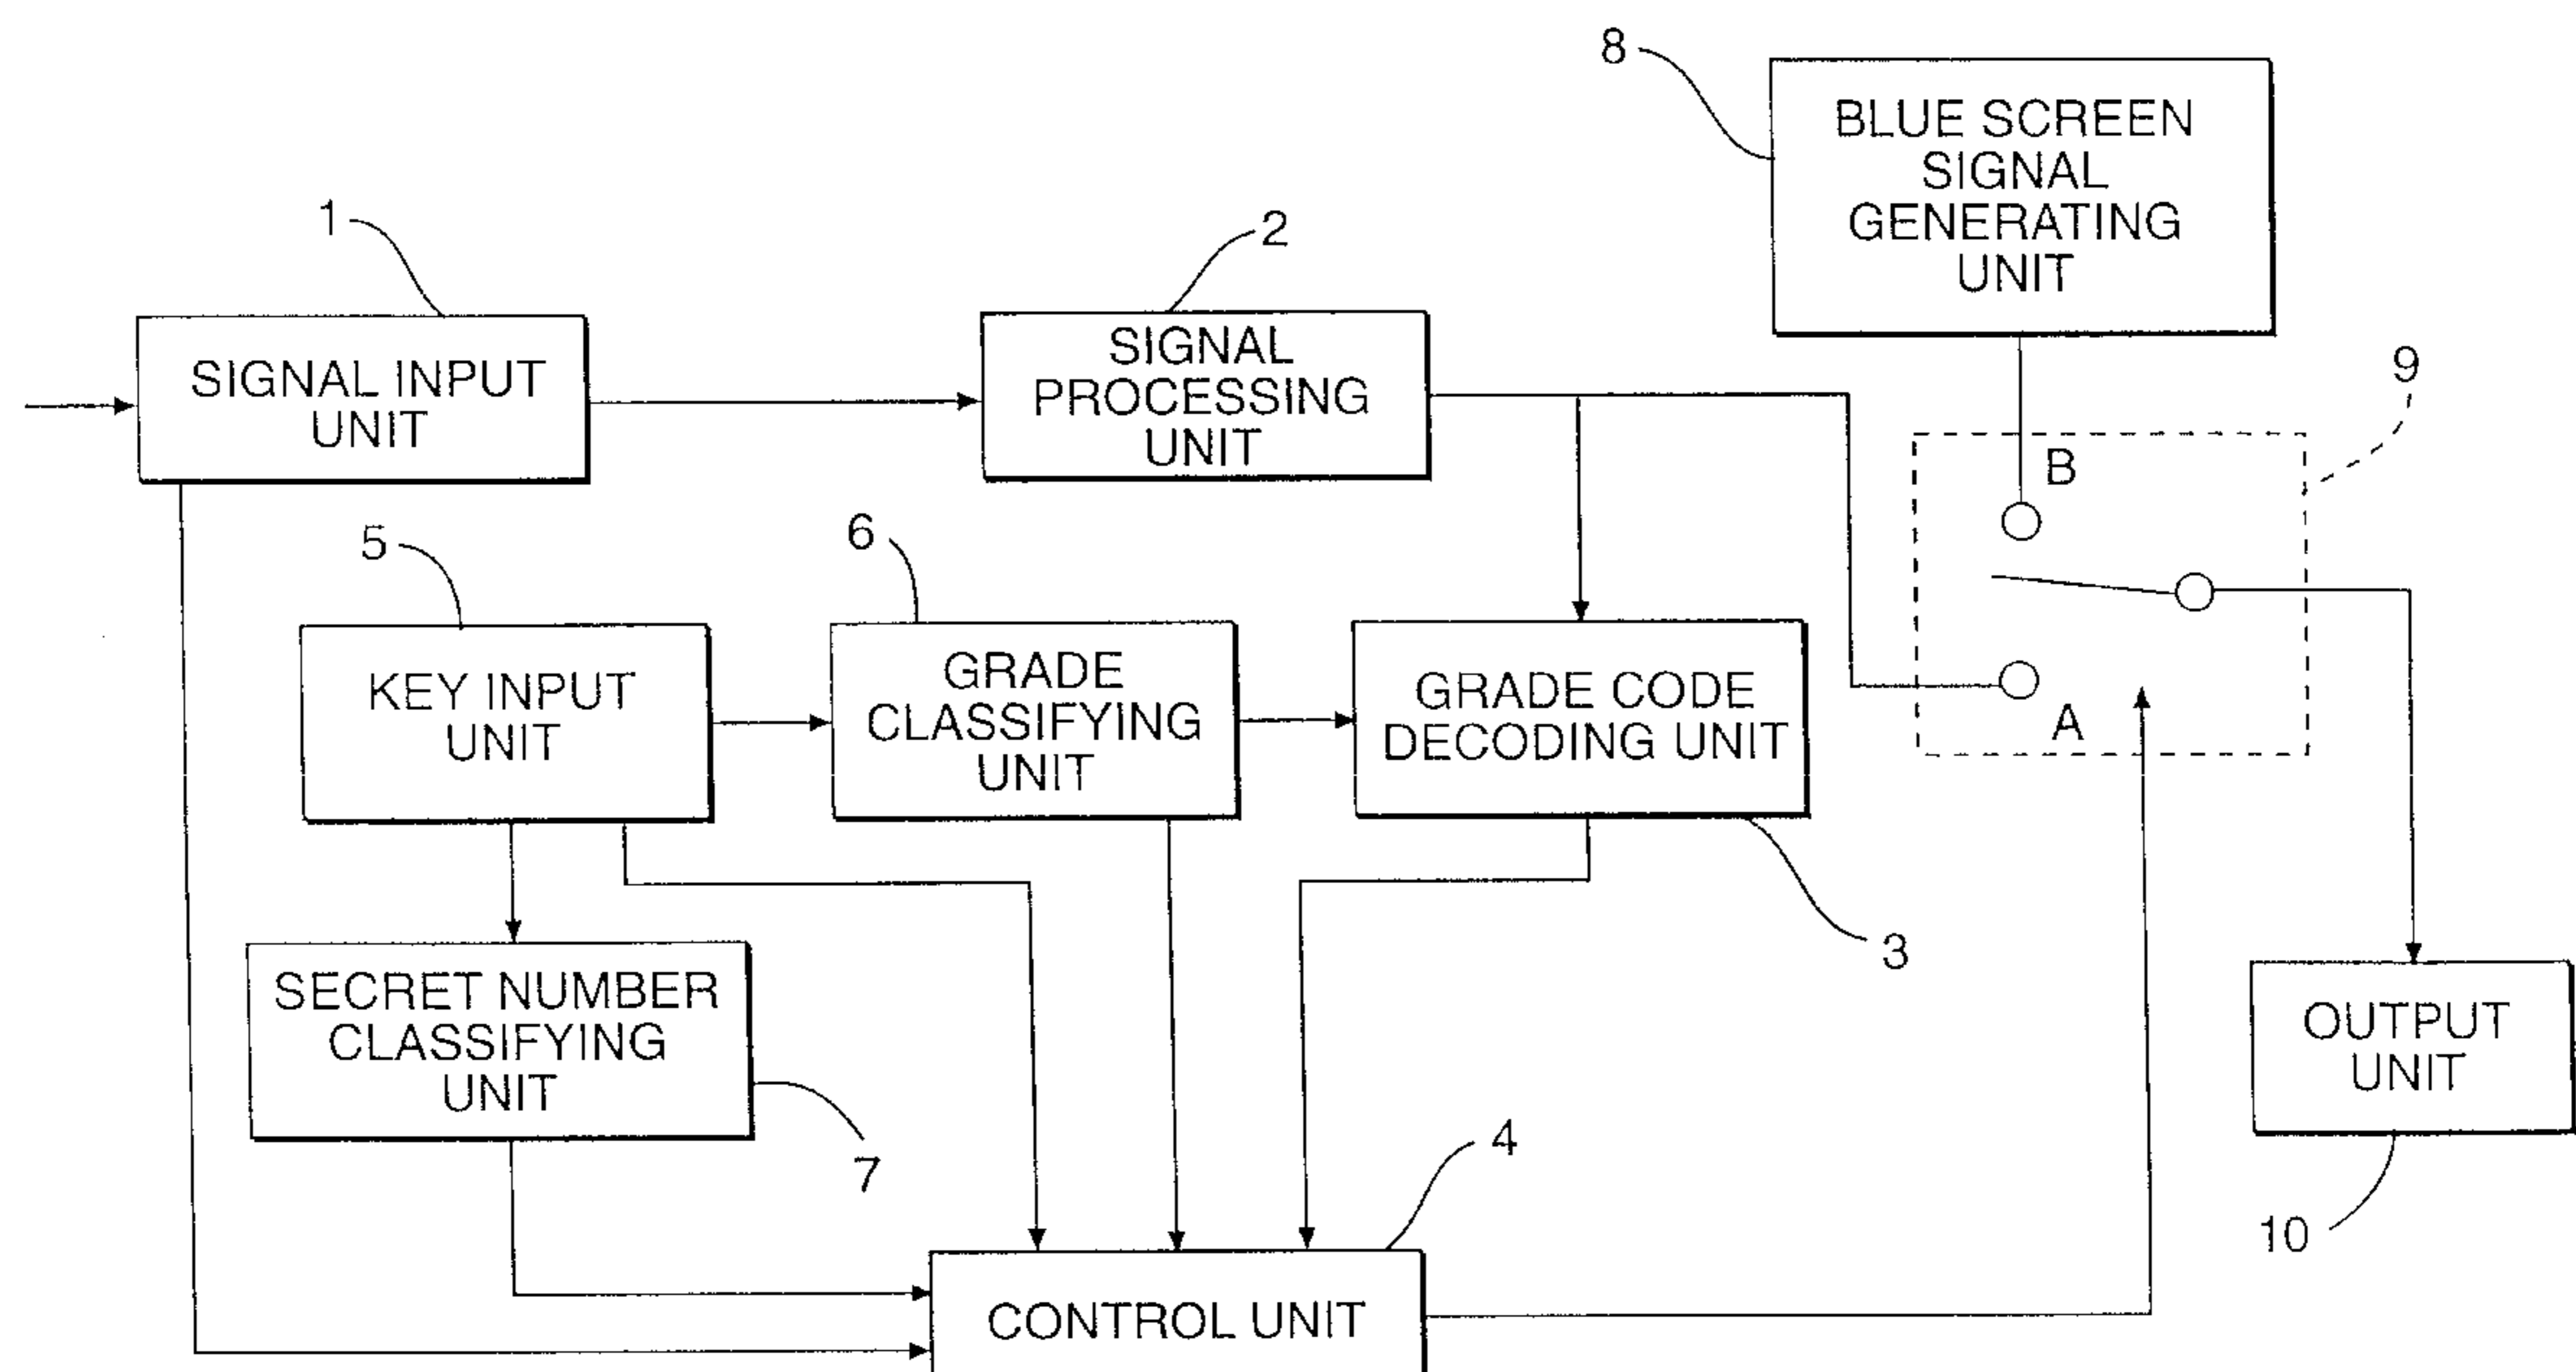 8
BLUE SCREEN
SIGNAL
GENERATING
UNIT
1
2
SIGNAL INPUT
UNIT
SIGNAL
PROCESSING
UNIT
9
B
A
5
6
KEY INPUT
UNIT
GRADE
CLASSIFYING
UNIT
GRADE CODE
DECODING UNIT
3
SECRET NUMBER
CLASSIFYING
UNIT
7
OUTPUT
UNIT
10
4
CONTROL UNIT